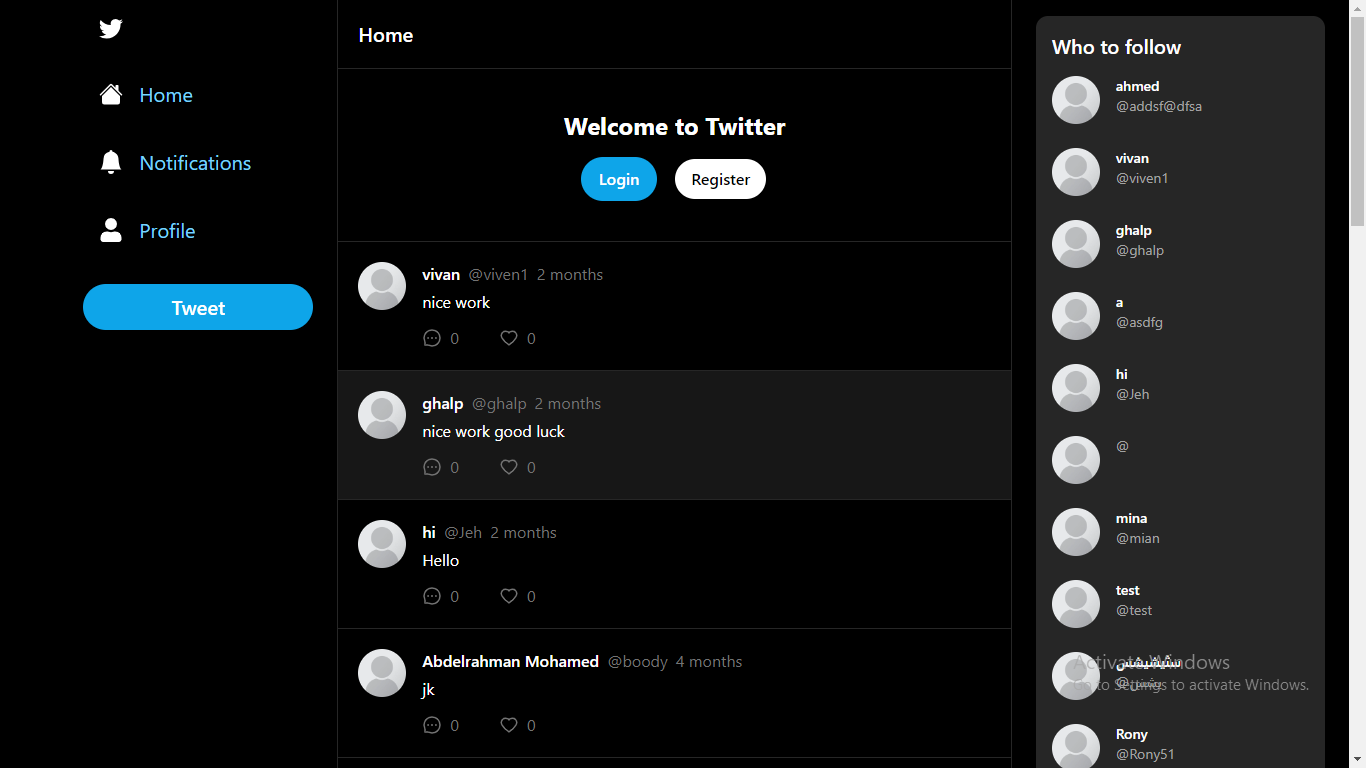 Home
Notifications
Profile
Tweet
Home
Welcome to Twitter
Login Register
vivan @viven1 2 months
nice work
0 0
ghalp @ghalp 2 months
nice work good luck
0 0
hi @Jeh 2 months
Hello
0 0
Abdelrahman Mohamed @boody 4 months
jk
0 0
Who to follow
ahmed
@addsf@dfsa
vivan
@viven1
ghalp
@ghalp
a
@asdfg
hi
@Jeh
@
mina
@mian
test
@test
Rony
@Rony51
Activate Windows
Go to Settings to activate Windows.